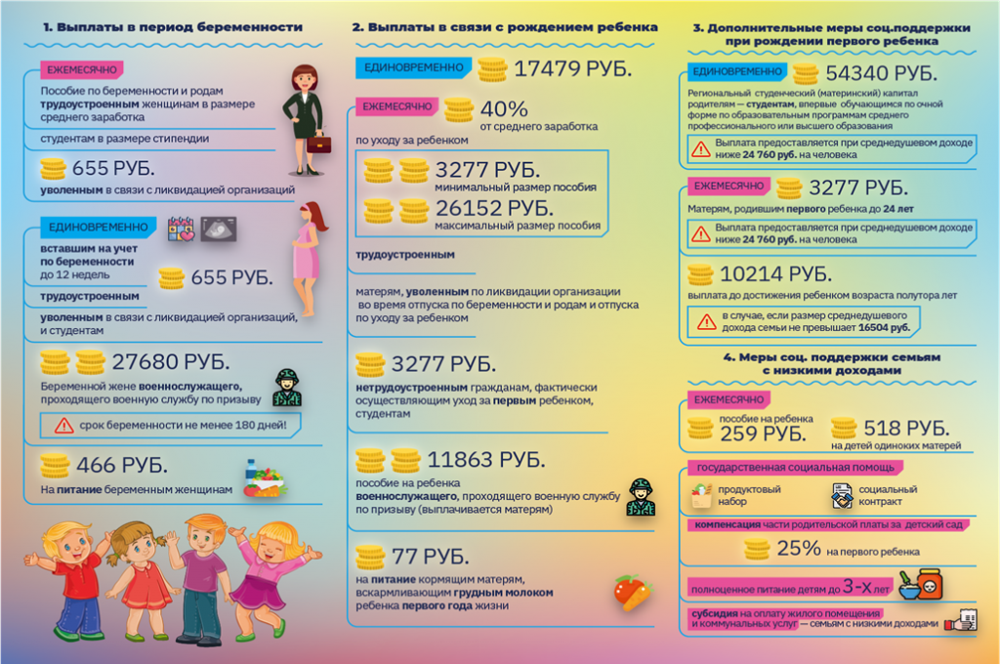 1. Выплаты в период беременности
ЕЖЕМЕСЯЧНО
Пособие по беременности и родам
трудоустроенным женщинам в размере
среднего заработка
студентам в размере стипендии
655 РУБ.
уволенным в связи с ликвидацией организаций
ЕДИНОВРЕМЕННО
вставшим на учет
по беременности
до 12 недель
655 РУБ.
трудоустроенным
уволенным в связи с ликвидацией организаций,
и студентам
27680 РУБ.
Беременной жене военнослужащего,
проходящего военную службу по призыву
срок беременности не менее 180 дней!
466 РУБ.
На питание беременным женщинам
2. Выплаты в связи с рождением ребенка
ЕДИНОВРЕМЕННО
17479 РУБ.
ЕЖЕМЕСЯЧНО
40%
от среднего заработка
по уходу за ребенком
3277 РУБ.
минимальный размер пособия
26152 РУБ.
максимальный размер пособия
трудоустроенным
матерям, уволенным по ликвидации организации
во время отпуска по беременности и родам и отпуска
по уходу за ребенком
3277 РУБ.
нетрудоустроенным гражданам, фактически
осуществляющим уход за первым ребенком,
студентам
11863 РУБ.
пособие на ребенка
военнослужащего, проходящего военную службу
по призыву (выплачивается матерям)
77 РУБ.
на питание кормящим матерям,
вскармливающим грудным молоком
ребенка первого года жизни
3. Дополнительные меры соц.поддержки
при рождении первого ребенка
ЕДИНОВРЕМЕННО
54340 РУБ.
Региональный студенческий (материнский) капитал
родителям — студентам, впервые обучающимся по очной
форме по образовательным программам среднего
профессионального или высшего образования
Выплата предоставляется при среднедушевом доходе
ниже 24 760 руб. на человека
ЕЖЕМЕСЯЧНО
3277 РУБ.
Матерям, родившим первого ребенка до 24 лет
Выплата предоставляется при среднедушевом доходе
ниже 24 760 руб. на человека
10214 РУБ.
выплата до достижения ребенком возраста полутора лет
в случае, если размер среднедушевого
дохода семьи не превышает 16504 руб.
4. Меры соц. поддержки семьям
с низкими доходами
ЕЖЕМЕСЯЧНО
пособие на ребенка
259 РУБ.
518 РУБ.
на детей одиноких матерей
государственная социальная помощь
продуктовый
набор
социальный
контракт
компенсация части родительской платы за детский сад
25% на первого ребенка
полноценное питание детям до 3-х лет
субсидия на оплату жилого помещения
и коммунальных услуг — семьям с низкими доходами